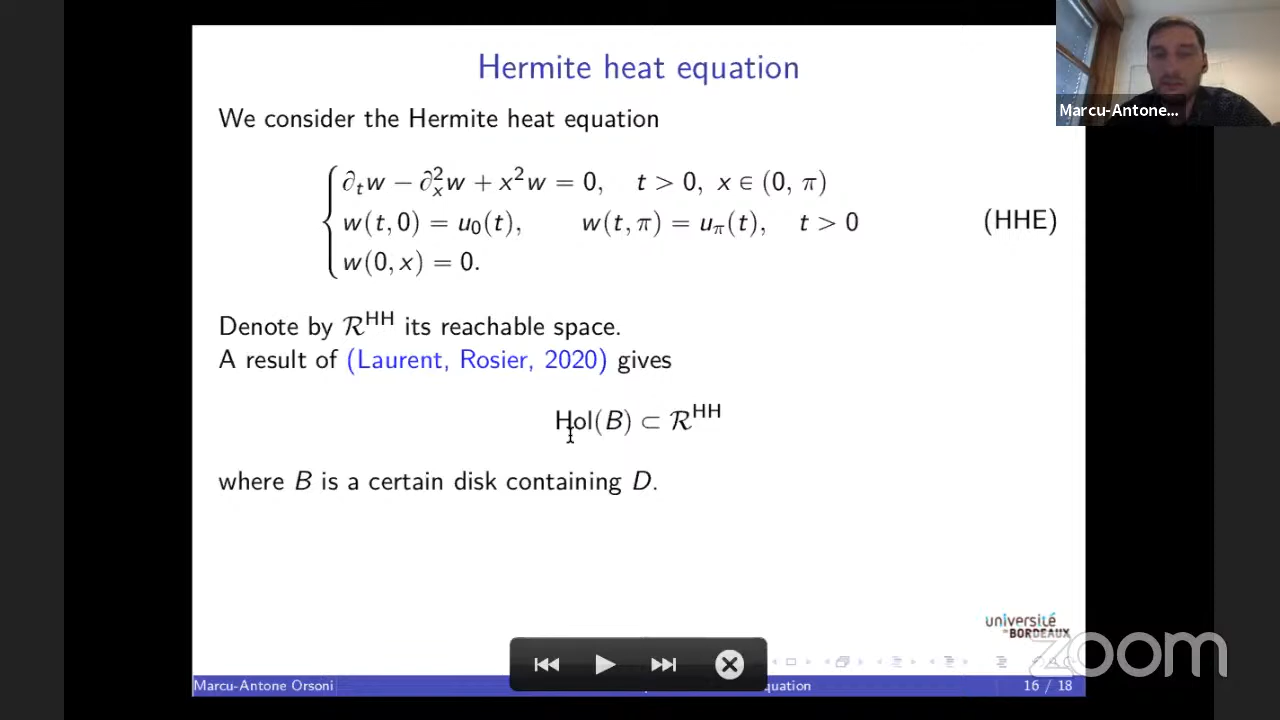 Hermite heat equation
We consider the Hermite heat equation
∂ₜw − ∂ₓ²w + x²w = 0, t > 0, x ∈ (0, π)
w(t, 0) = u₀(t), w(t, π) = u_π(t), t > 0
(HHE)
w(0, x) = 0.
Denote by ℛᴴᴴ its reachable space.
A result of (Laurent, Rosier, 2020) gives
Hol(B) ⊂ ℛᴴᴴ
where B is a certain disk containing D.
université
de BORDEAUX
Marcu-Antone Orsoni
quation
16 / 18
Marcu-Antone...
zoom